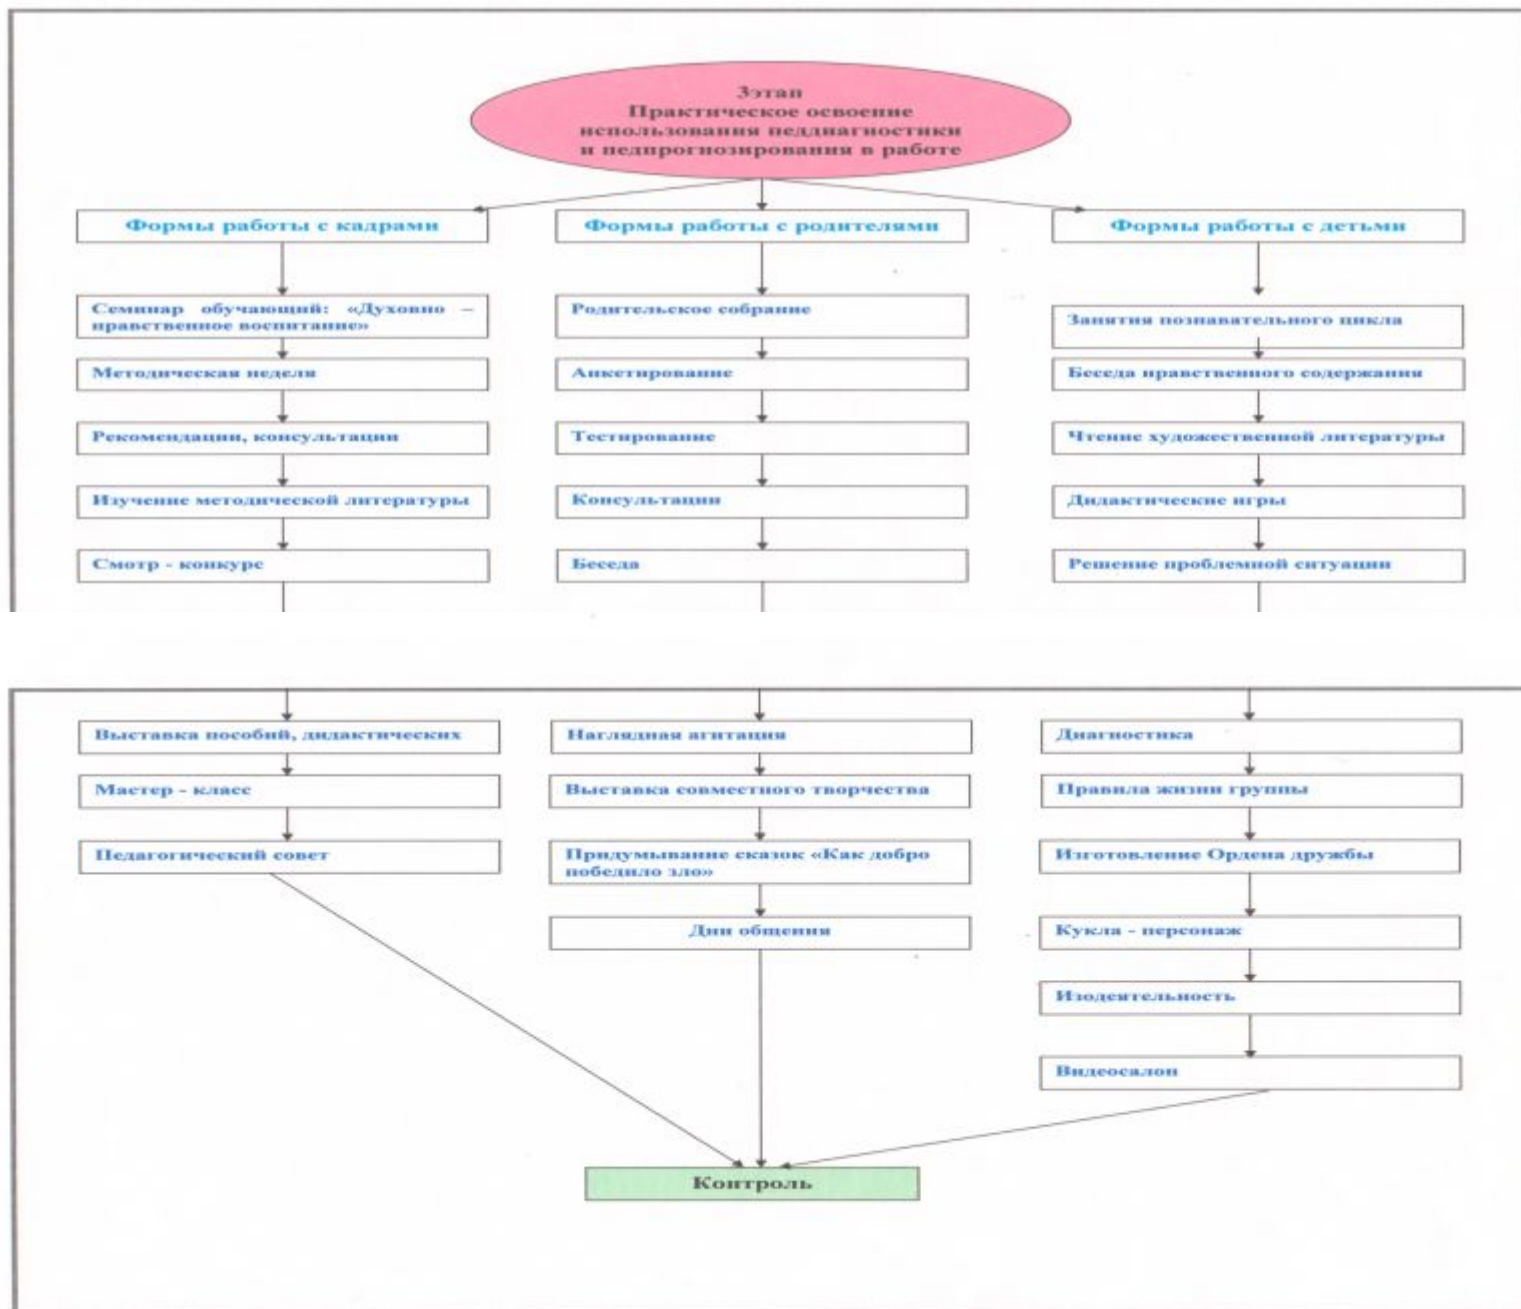 3этап
Практическое освоение
использования педдиагностики
и педпрогнозирования в работе
Формы работы с кадрами
Формы работы с родителями
Формы работы с детьми
Семинар обучающий: «Духовно –
нравственное воспитание»
Родительское собрание
Занятия познавательного цикла
Методическая неделя
Анкетирование
Беседа нравственного содержания
Рекомендации, консультации
Тестирование
Чтение художественной литературы
Изучение методической литературы
Консультации
Дидактические игры
Смотр - конкурс
Беседа
Решение проблемной ситуации
Выставка пособий, дидактических
Наглядная агитация
Диагностика
Мастер - класс
Выставка совместного творчества
Правила жизни группы
Педагогический совет
Придумывание сказок «Как добро
победило зло»
Изготовление Ордена дружбы
Дни общения
Кукла - персонаж
Изодеятельность
Видеосалон
Контроль